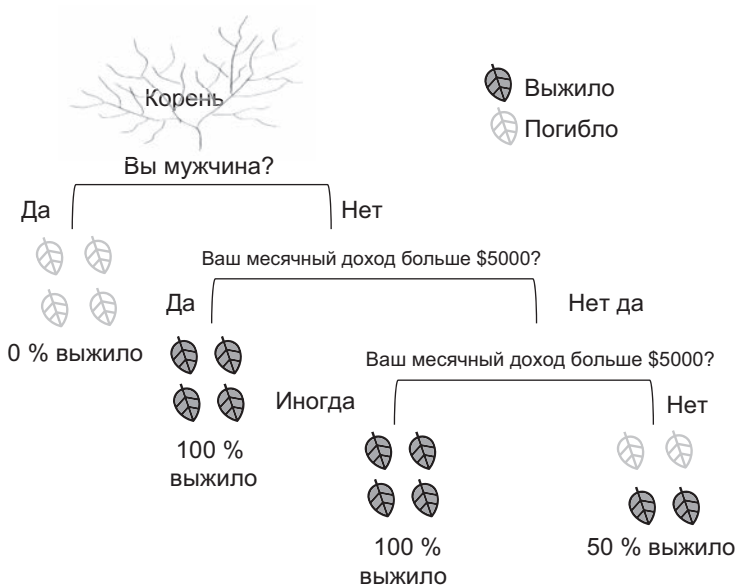 Корень
Выжило
Погибло
Вы мужчина?
Да
Нет
Ваш месячный доход больше $5000?
0 % выжило
Да
Нет да
Ваш месячный доход больше $5000?
100 %
выжило
Иногда
Нет
100 %
выжило
50 % выжило